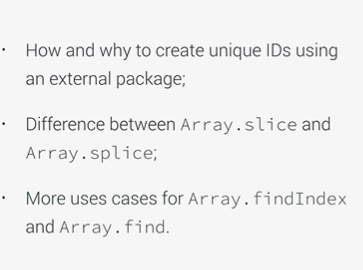 • How and why to create unique IDs using
an external package;
• Difference between Array.slice and
Array.splice;
• More uses cases for Array.findIndex
and Array.find.